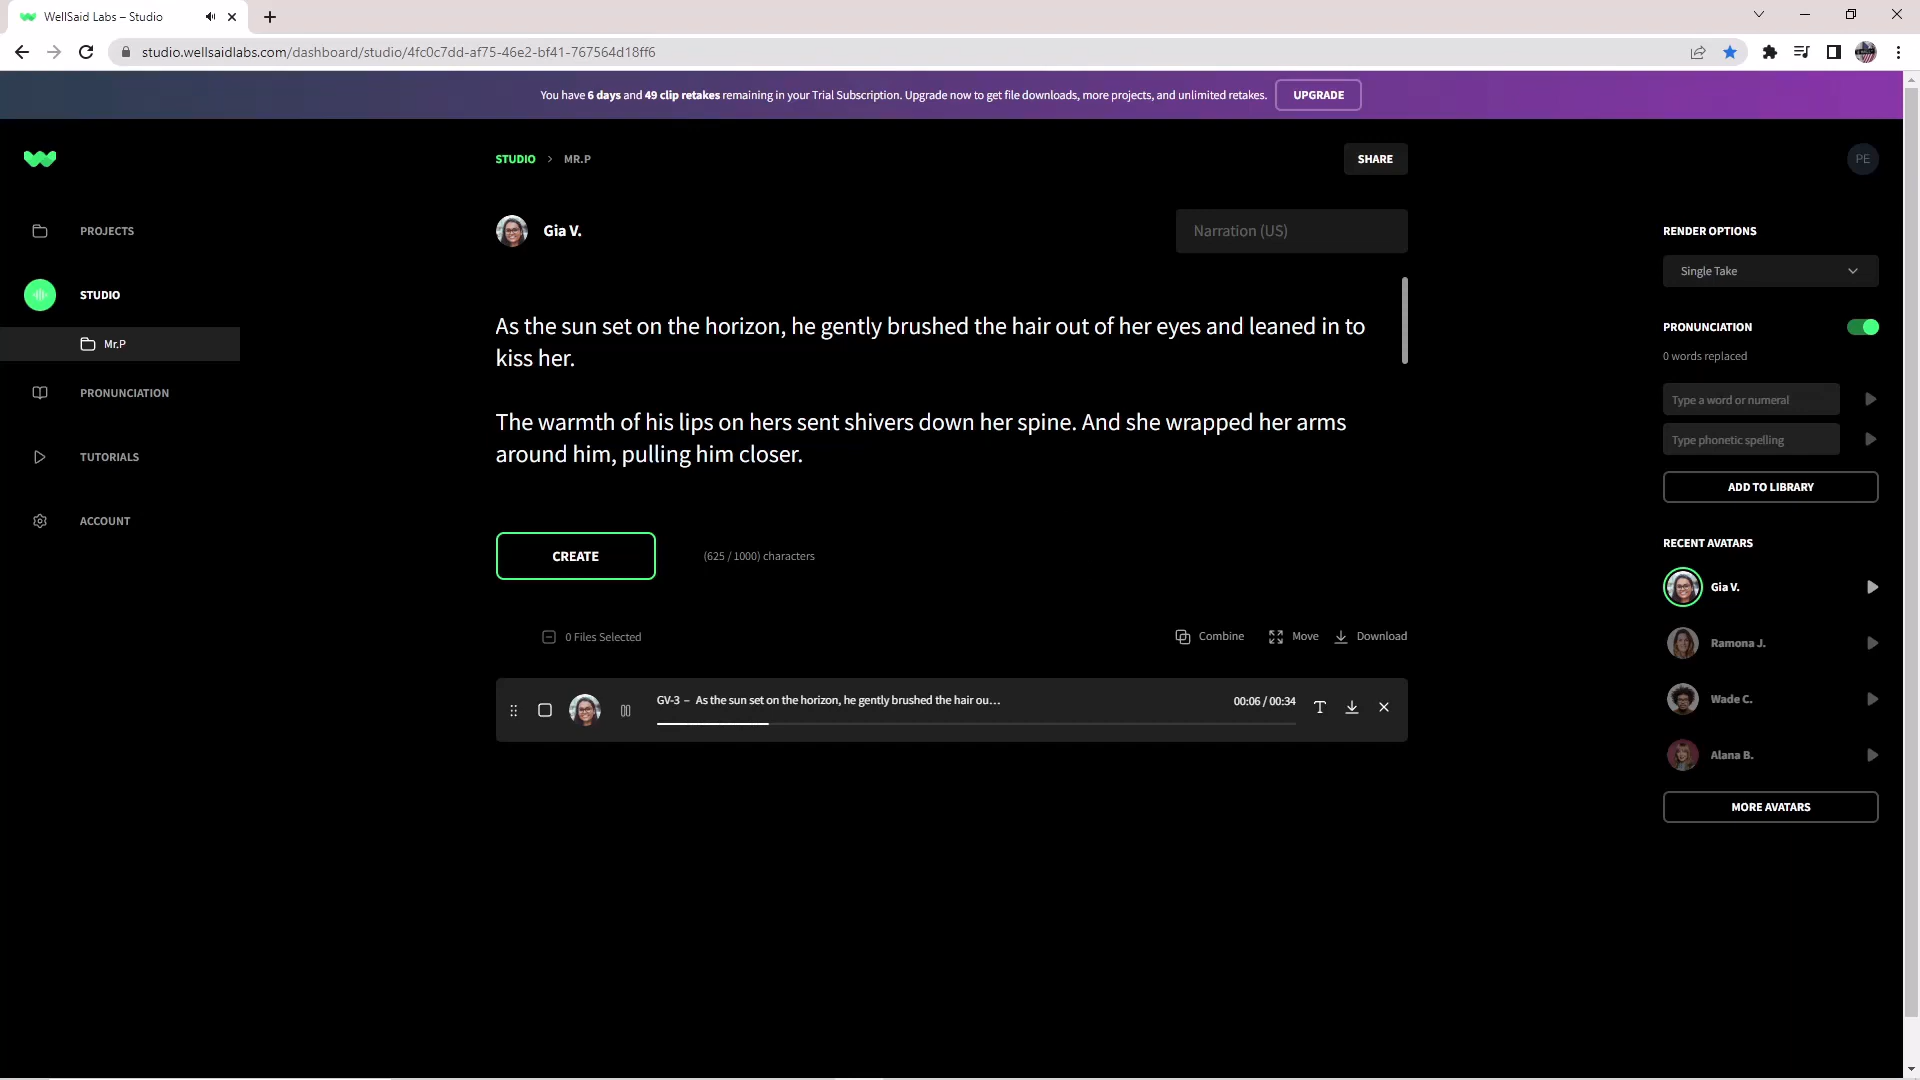 WellSaid Labs – Studio
studio.wellsaidlabs.com/dashboard/studio/4fc0c7dd-af75-46e2-bf41-767564d18ff6
You have 6 days and 49 clip retakes remaining in your Trial Subscription. Upgrade now to get file downloads, more projects, and unlimited retakes.
UPGRADE
STUDIO > MR.P
SHARE
PE
PROJECTS
STUDIO
Mr.P
PRONUNCIATION
TUTORIALS
ACCOUNT
Gia V.
Narration (US)
As the sun set on the horizon, he gently brushed the hair out of her eyes and leaned in to
kiss her.
The warmth of his lips on hers sent shivers down her spine. And she wrapped her arms
around him, pulling him closer.
CREATE
(625 / 1000) characters
0 Files Selected
Combine
Move
Download
GV-3 – As the sun set on the horizon, he gently brushed the hair ou...
00:06 / 00:34
RENDER OPTIONS
Single Take
PRONUNCIATION
0 words replaced
Type a word or numeral
Type phonetic spelling
ADD TO LIBRARY
RECENT AVATARS
Gia V.
Ramona J.
Wade C.
Alana B.
MORE AVATARS